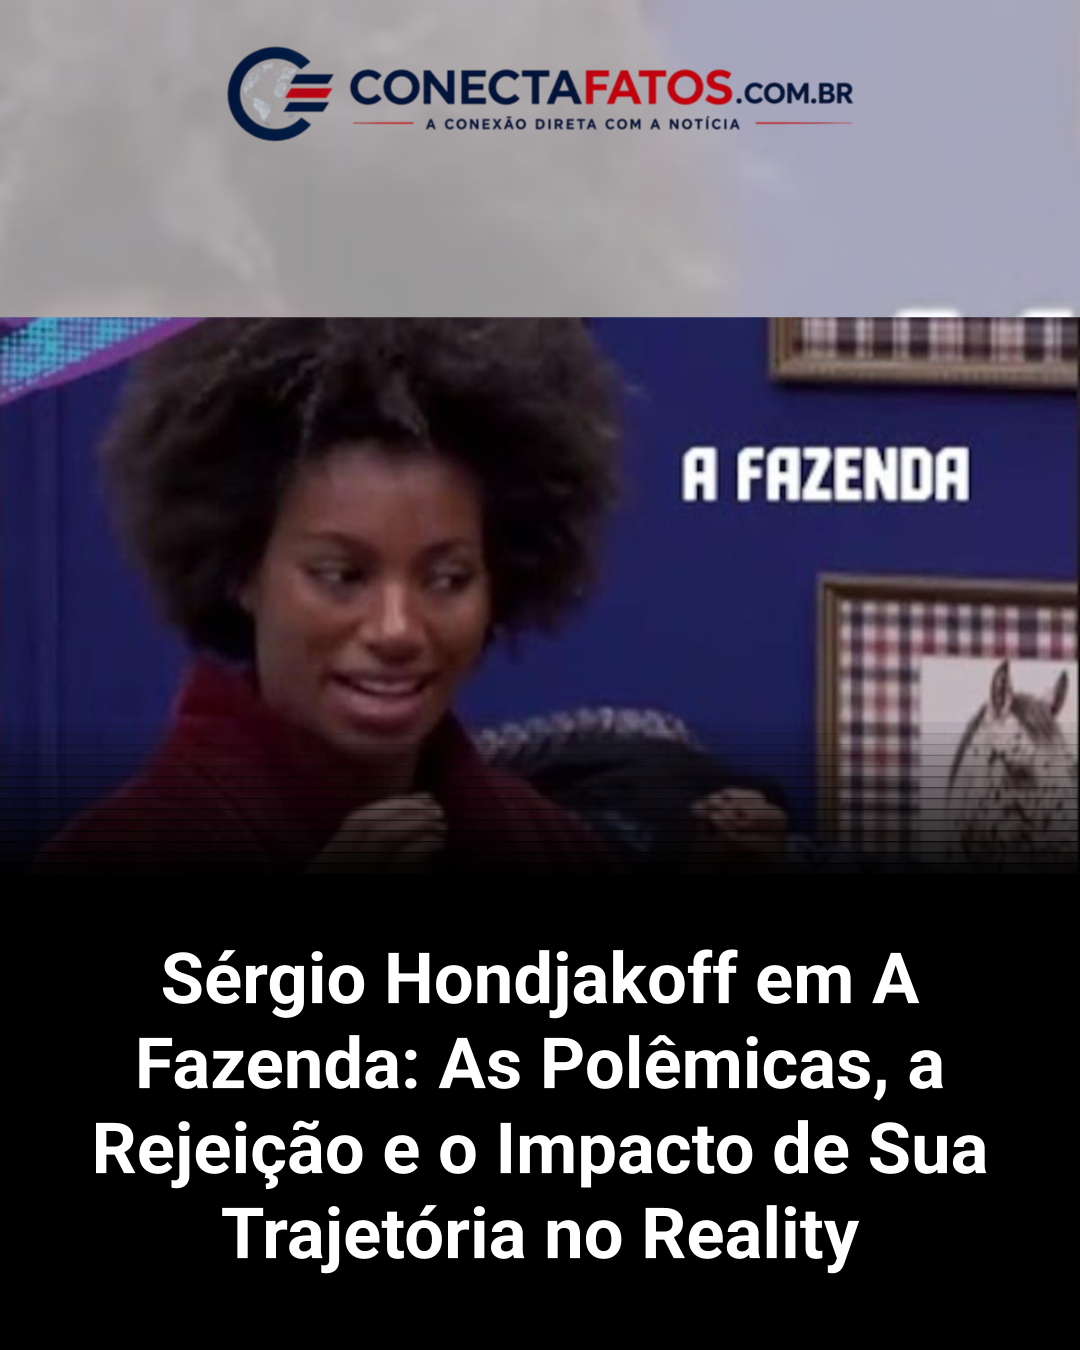 CONECTAFATOS.COM.BR
A CONEXÃO DIRETA COM A NOTÍCIA
A FAZENDA
Sérgio Hondjakoff em A
Fazenda: As Polêmicas, a
Rejeição e o Impacto de Sua
Trajetória no Reality